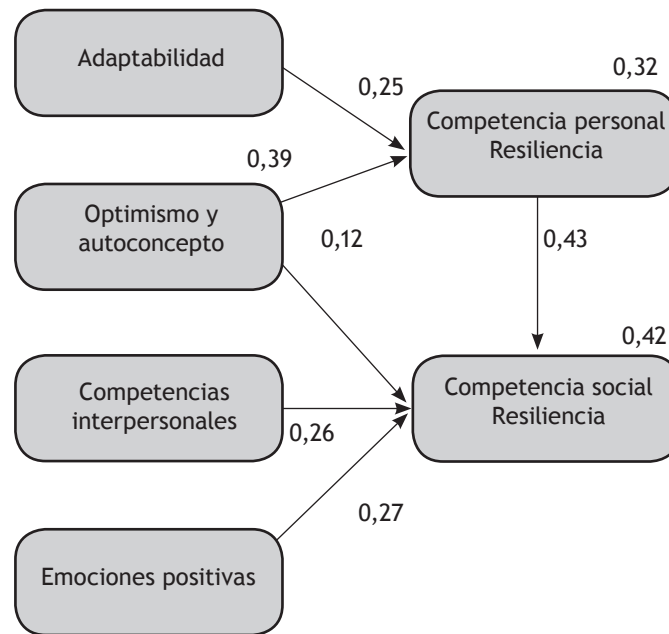 Adaptabilidad
0,25
0,32
Competencia personal
Resiliencia
0,39
Optimismo y
autoconcepto
0,12
0,43
0,42
Competencias
interpersonales
0,26
Competencia social
Resiliencia
0,27
Emociones positivas